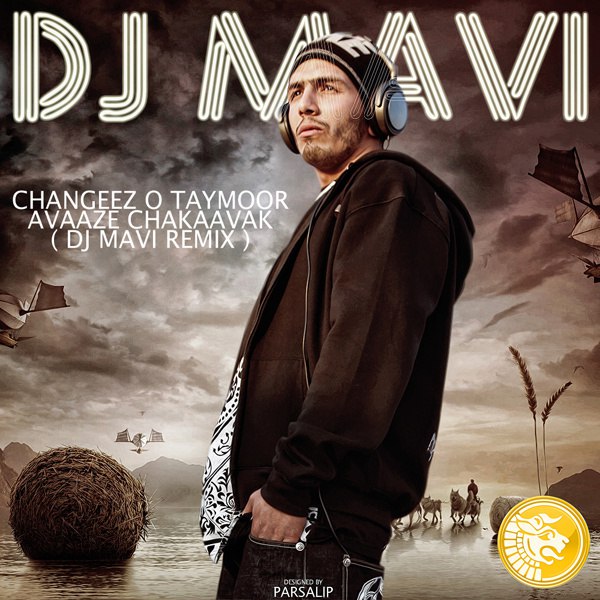 DJ MAVI
CHANGEEZ O TAYMOOR
AVAAZE CHAKAAVAK
( DJ MAVI REMIX )
DESIGNED BY
PARSALIP